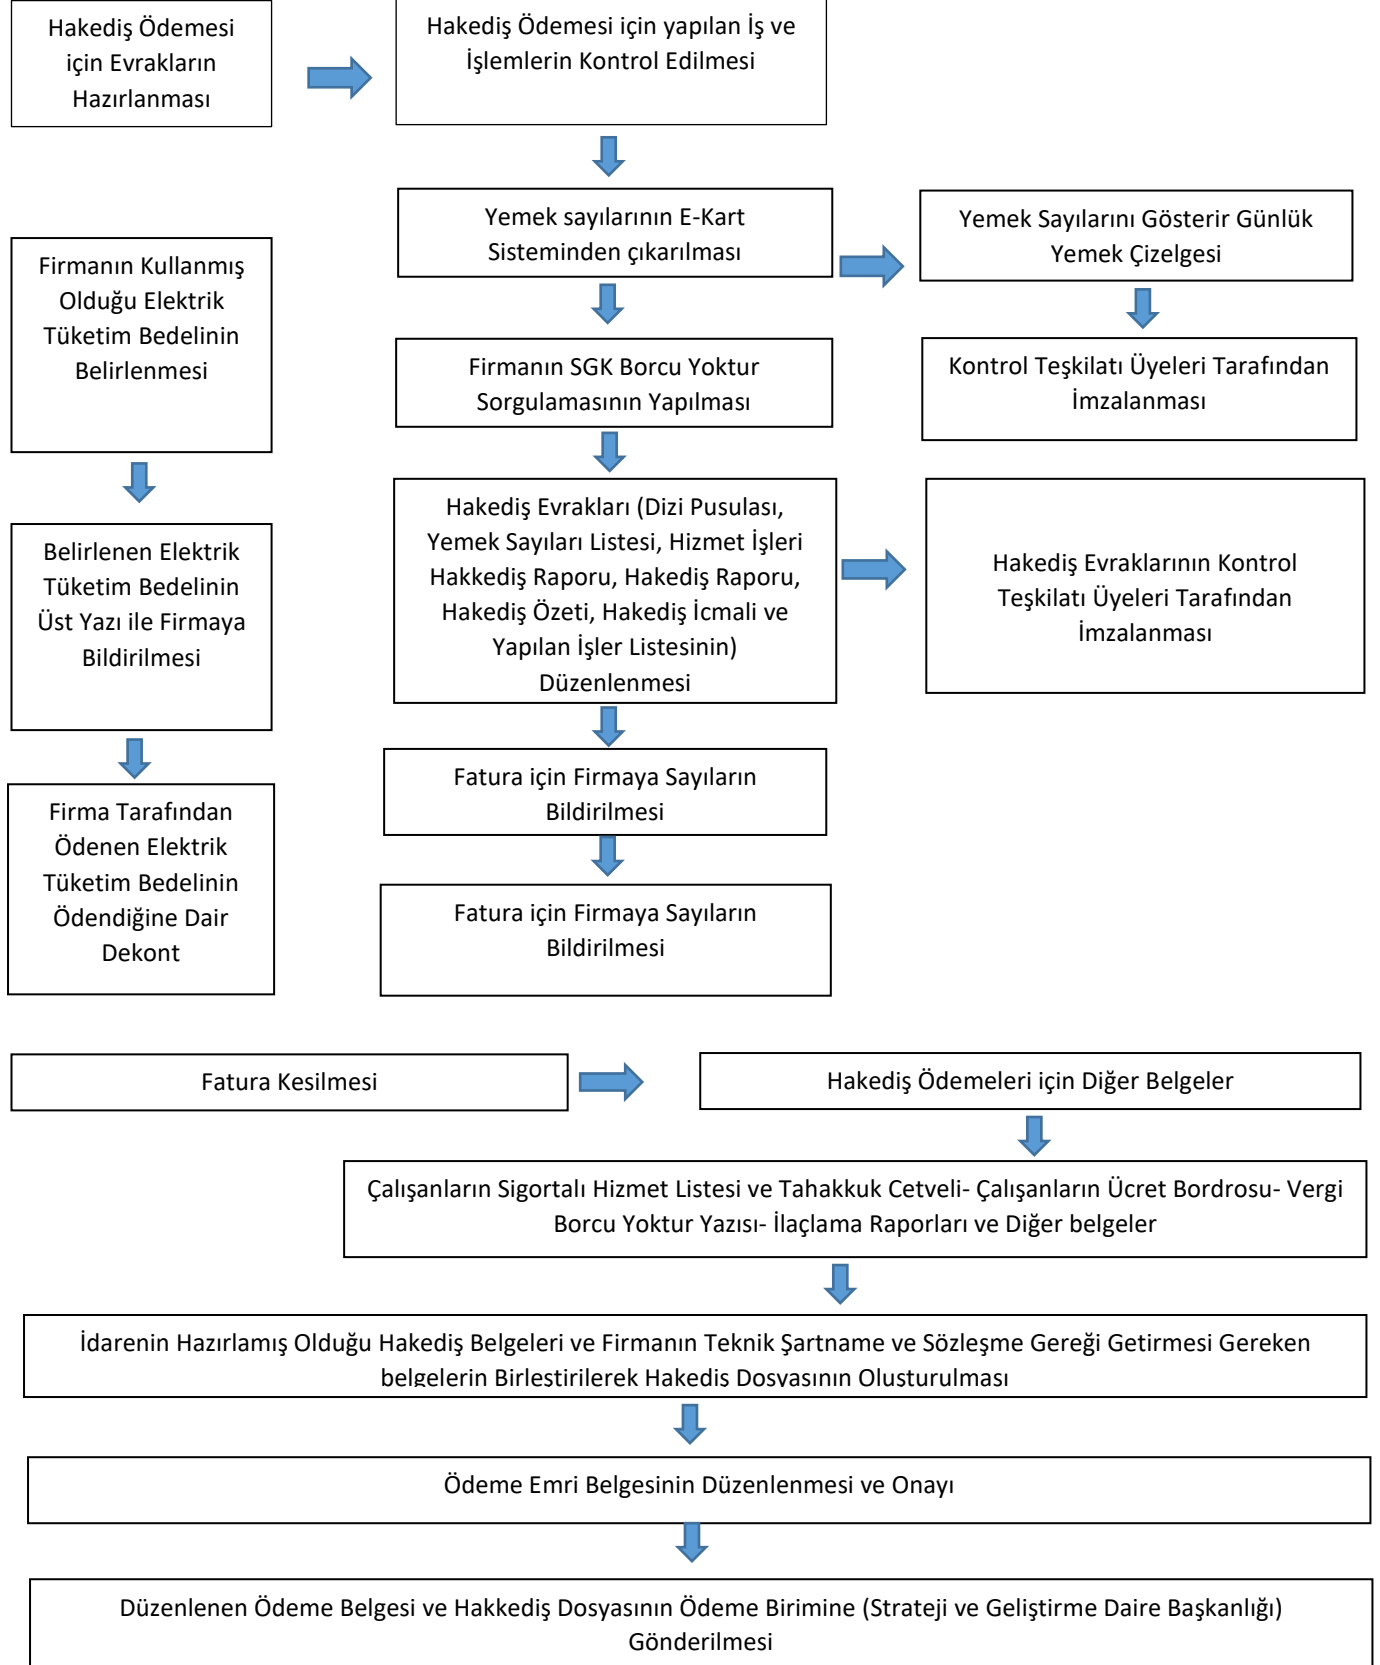 Hakediş Ödemesi
için Evrakların
Hazırlanması
Hakediş Ödemesi için yapılan İş ve
İşlemlerin Kontrol Edilmesi
Yemek sayılarının E-Kart
Sisteminden çıkarılması
Yemek Sayılarını Gösterir Günlük
Yemek Çizelgesi
Firmanın Kullanmış
Olduğu Elektrik
Tüketim Bedelinin
Belirlenmesi
Firmanın SGK Borcu Yoktur
Sorgulamasının Yapılması
Kontrol Teşkilatı Üyeleri Tarafından
İmzalanması
Hakediş Evrakları (Dizi Pusulası,
Yemek Sayıları Listesi, Hizmet İşleri
Hakkediş Raporu, Hakediş Raporu,
Hakediş Özeti, Hakediş İcmali ve
Yapılan İşler Listesinin)
Düzenlenmesi
Hakediş Evraklarının Kontrol
Teşkilatı Üyeleri Tarafından
İmzalanması
Belirlenen Elektrik
Tüketim Bedelinin
Üst Yazı ile Firmaya
Bildirilmesi
Fatura için Firmaya Sayıların
Bildirilmesi
Firma Tarafından
Ödenen Elektrik
Tüketim Bedelinin
Ödendiğine Dair
Dekont
Fatura için Firmaya Sayıların
Bildirilmesi
Fatura Kesilmesi
Hakediş Ödemeleri için Diğer Belgeler
Çalışanların Sigortalı Hizmet Listesi ve Tahakkuk Cetveli- Çalışanların Ücret Bordrosu- Vergi
Borcu Yoktur Yazısı- İlaçlama Raporları ve Diğer belgeler
İdarenin Hazırlamış Olduğu Hakediş Belgeleri ve Firmanın Teknik Şartname ve Sözleşme Gereği Getirmesi Gereken
belgelerin Birleştirilerek Hakediş Dosyasının Oluşturulması
Ödeme Emri Belgesinin Düzenlenmesi ve Onayı
Düzenlenen Ödeme Belgesi ve Hakkediş Dosyasının Ödeme Birimine (Strateji ve Geliştirme Daire Başkanlığı)
Gönderilmesi